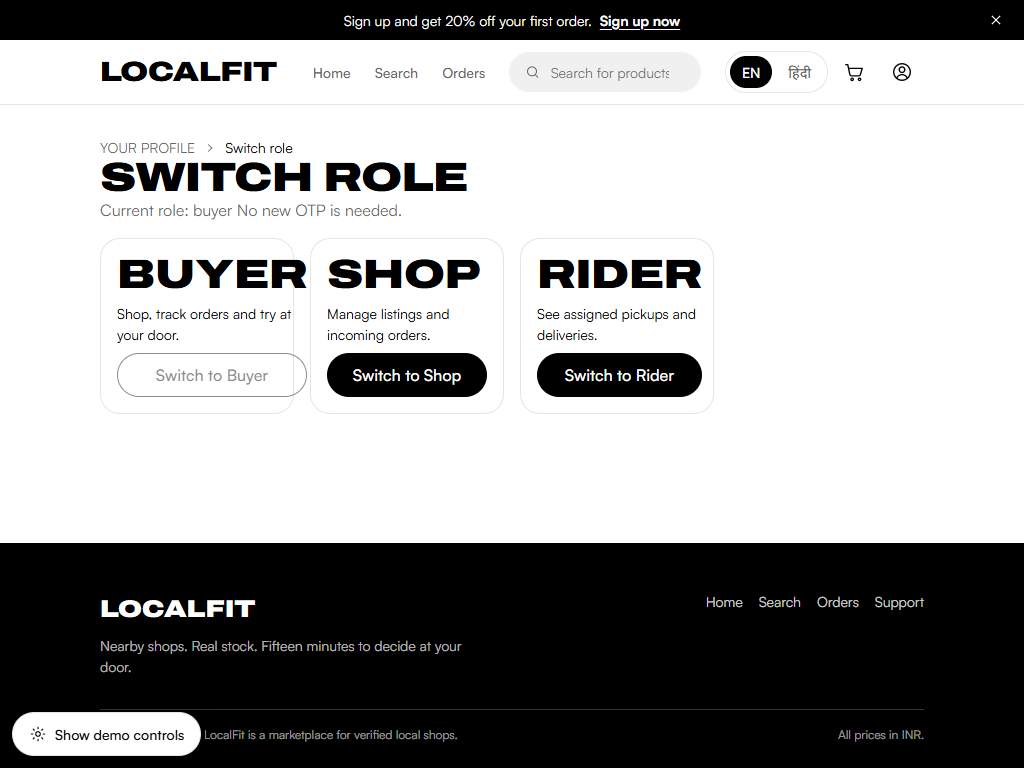 Sign up and get 20% off your first order. Sign up now
LOCALFIT
Home
Search
Orders
Search for products
EN
हिंदी
YOUR PROFILE > Switch role
SWITCH ROLE
Current role: buyer No new OTP is needed.
BUYER
Shop, track orders and try at
your door.
Switch to Buyer
SHOP
Manage listings and
incoming orders.
Switch to Shop
RIDER
See assigned pickups and
deliveries.
Switch to Rider
LOCALFIT
Nearby shops. Real stock. Fifteen minutes to decide at your
door.
Home
Search
Orders
Support
Show demo controls
LocalFit is a marketplace for verified local shops.
All prices in INR.